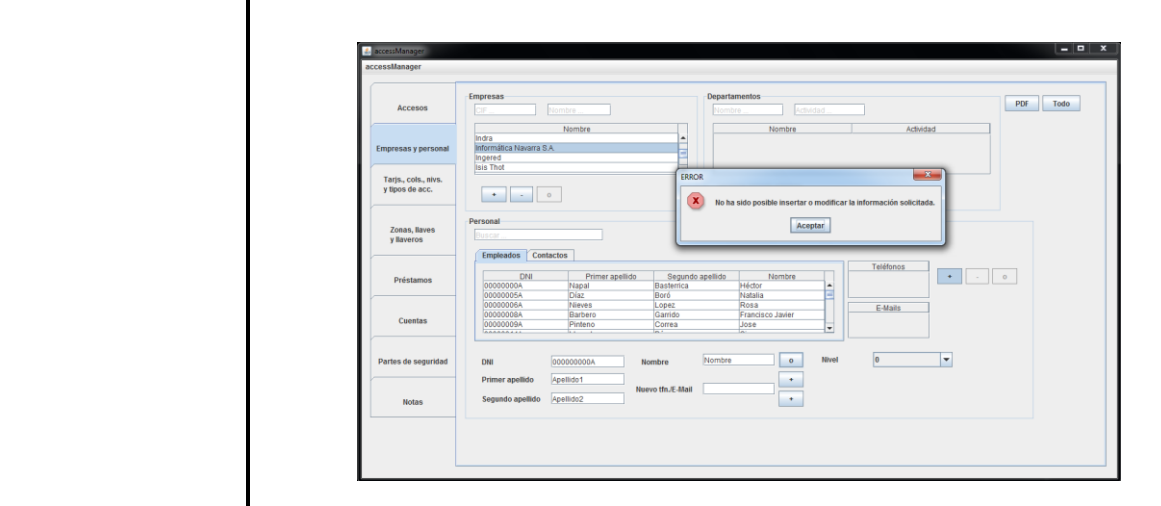 accessManager
accessManager
Accesos
Empresas y personal
Tarjs., cols., nivs.
y tipos de acc.
Zonas, llaves
y llaveros
Préstamos
Cuentas
Partes de seguridad
Notas
Empresas
CIF ...
Nombre ...
Nombre
Indra
Informática Navarra S.A.
Ingered
Isis Thot
+ - o
Departamentos
Nombre ...
Actividad...
Nombre Actividad
PDF Todo
ERROR
No ha sido posible insertar o modificar la información solicitada.
Aceptar
Personal
Buscar ...
Empleados Contactos
DNI Primer apellido Segundo apellido Nombre
00000000A Napal Basterrica Héctor
00000005A Díaz Boró Natalia
00000006A Nieves Lopez Rosa
00000008A Barbero Garrido Francisco Javier
00000009A Pinteno Correa Jose
Teléfonos
E-Mails
+ - o
DNI 000000000A Nombre Nombre o Nivel 0
Primer apellido Apellido1 +
Nuevo tfn./E-Mail
Segundo apellido Apellido2 +